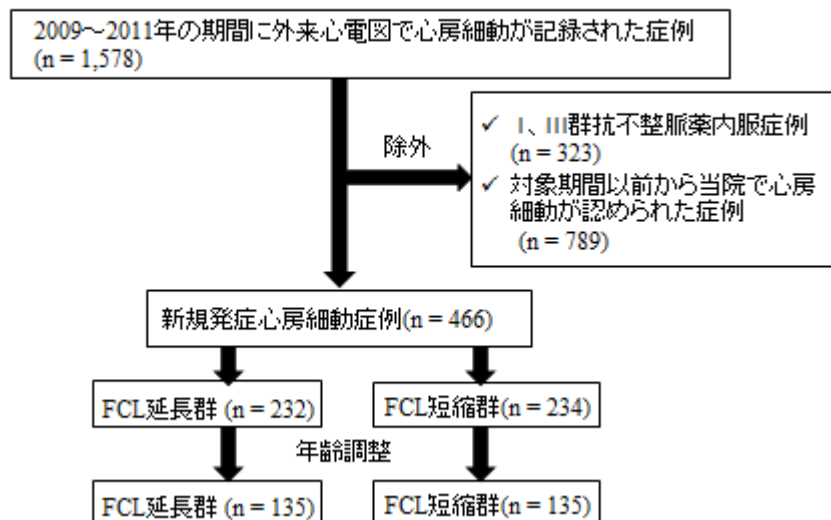 2009~2011年の期間に外来心電図で心房細動が記録された症例
(n = 1,578)
除外
✓ I、III群抗不整脈薬内服症例
(n = 323)
✓ 対象期間以前から当院で心房
細動が認められた症例
(n = 789)
新規発症心房細動症例(n = 466)
FCL延長群 (n = 232)
FCL短縮群(n = 234)
年齢調整
FCL延長群 (n = 135)
FCL短縮群(n = 135)